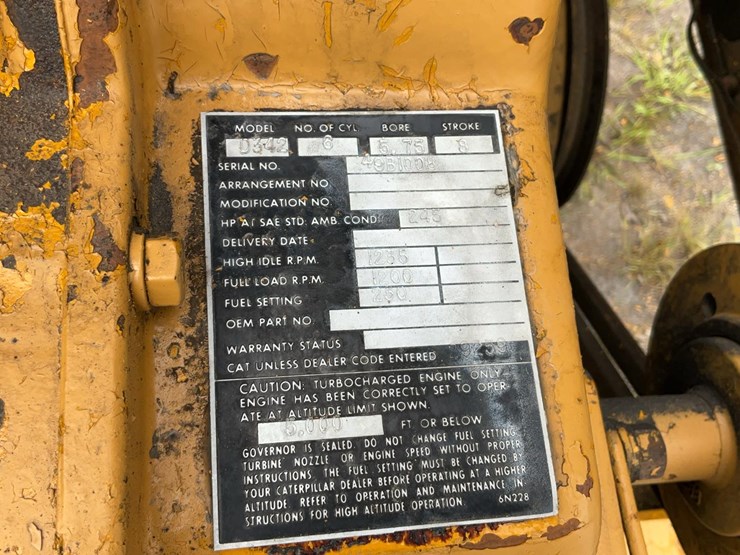 MODEL NO. OF CYL. BORE STROKE
D342 6 5.75 8
SERIAL NO.
ARRANGEMENT NO.
MODIFICATION NO.
HP AT SAE STD. AMB. COND. 246
DELIVERY DATE
HIGH IDLE R.P.M.
FULL LOAD R.P.M. 1200
FUEL SETTING
OEM PART NO
WARRANTY STATUS
CAT UNLESS DEALER CODE ENTERED
CAUTION: TURBOCHARGED ENGINE ONLY—
ENGINE HAS BEEN CORRECTLY SET TO OPER-
ATE AT ALTITUDE LIMIT SHOWN.
5,000 FT. OR BELOW
GOVERNOR IS SEALED. DO NOT CHANGE FUEL SETTING,
TURBINE NOZZLE OR ENGINE SPEED WITHOUT PROPER
INSTRUCTIONS. THE FUEL SETTING MUST BE CHANGED BY
YOUR CATERPILLAR DEALER BEFORE OPERATING AT A HIGHER
ALTITUDE. REFER TO OPERATION AND MAINTENANCE IN-
STRUCTIONS FOR HIGH ALTITUDE OPERATION. 6N228